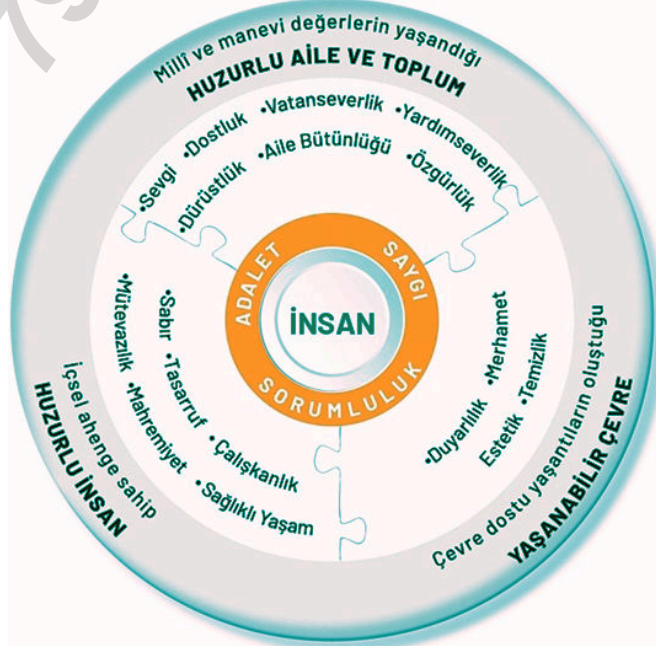 Millî ve manevi değerlerin yaşandığı
HUZURLU AİLE VE TOPLUM
•Sevgi •Dostluk •Vatanseverlik •Yardımseverlik
•Dürüstlük •Aile Bütünlüğü •Özgürlük
ADALET
SAYGI
SORUMLULUK
İNSAN
•Mütevazılık •Mahremiyet •Sağlıklı Yaşam
•Sabır •Tasarruf •Çalışkanlık
İçsel ahenge sahip
HUZURLU İNSAN
•Duyarlılık •Merhamet
Estetik •Temizlik
Çevre dostu yaşantıların oluştuğu
YAŞANABİLİR ÇEVRE